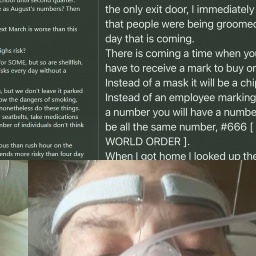 e as August's numbers? Then
ext March is worse than this
ighs risk?
for SOME, but so are shellfish,
isks every day without a
, but we don't leave it parked
ow the dangers of smoking,
nonetheless do these things.
r seatbelts, take medications
mber of individuals don't think
ous than rush hour on the
ends more risky than four day
the only exit door, I immediately
that people were being groomed
day that is coming.
There is coming a time when you
have to receive a mark to buy or
Instead of a mask it will be a chip
Instead of an employee marking
a number you will have a number
be all the same number, #666 [
WORLD ORDER ].
When I got home I looked up the